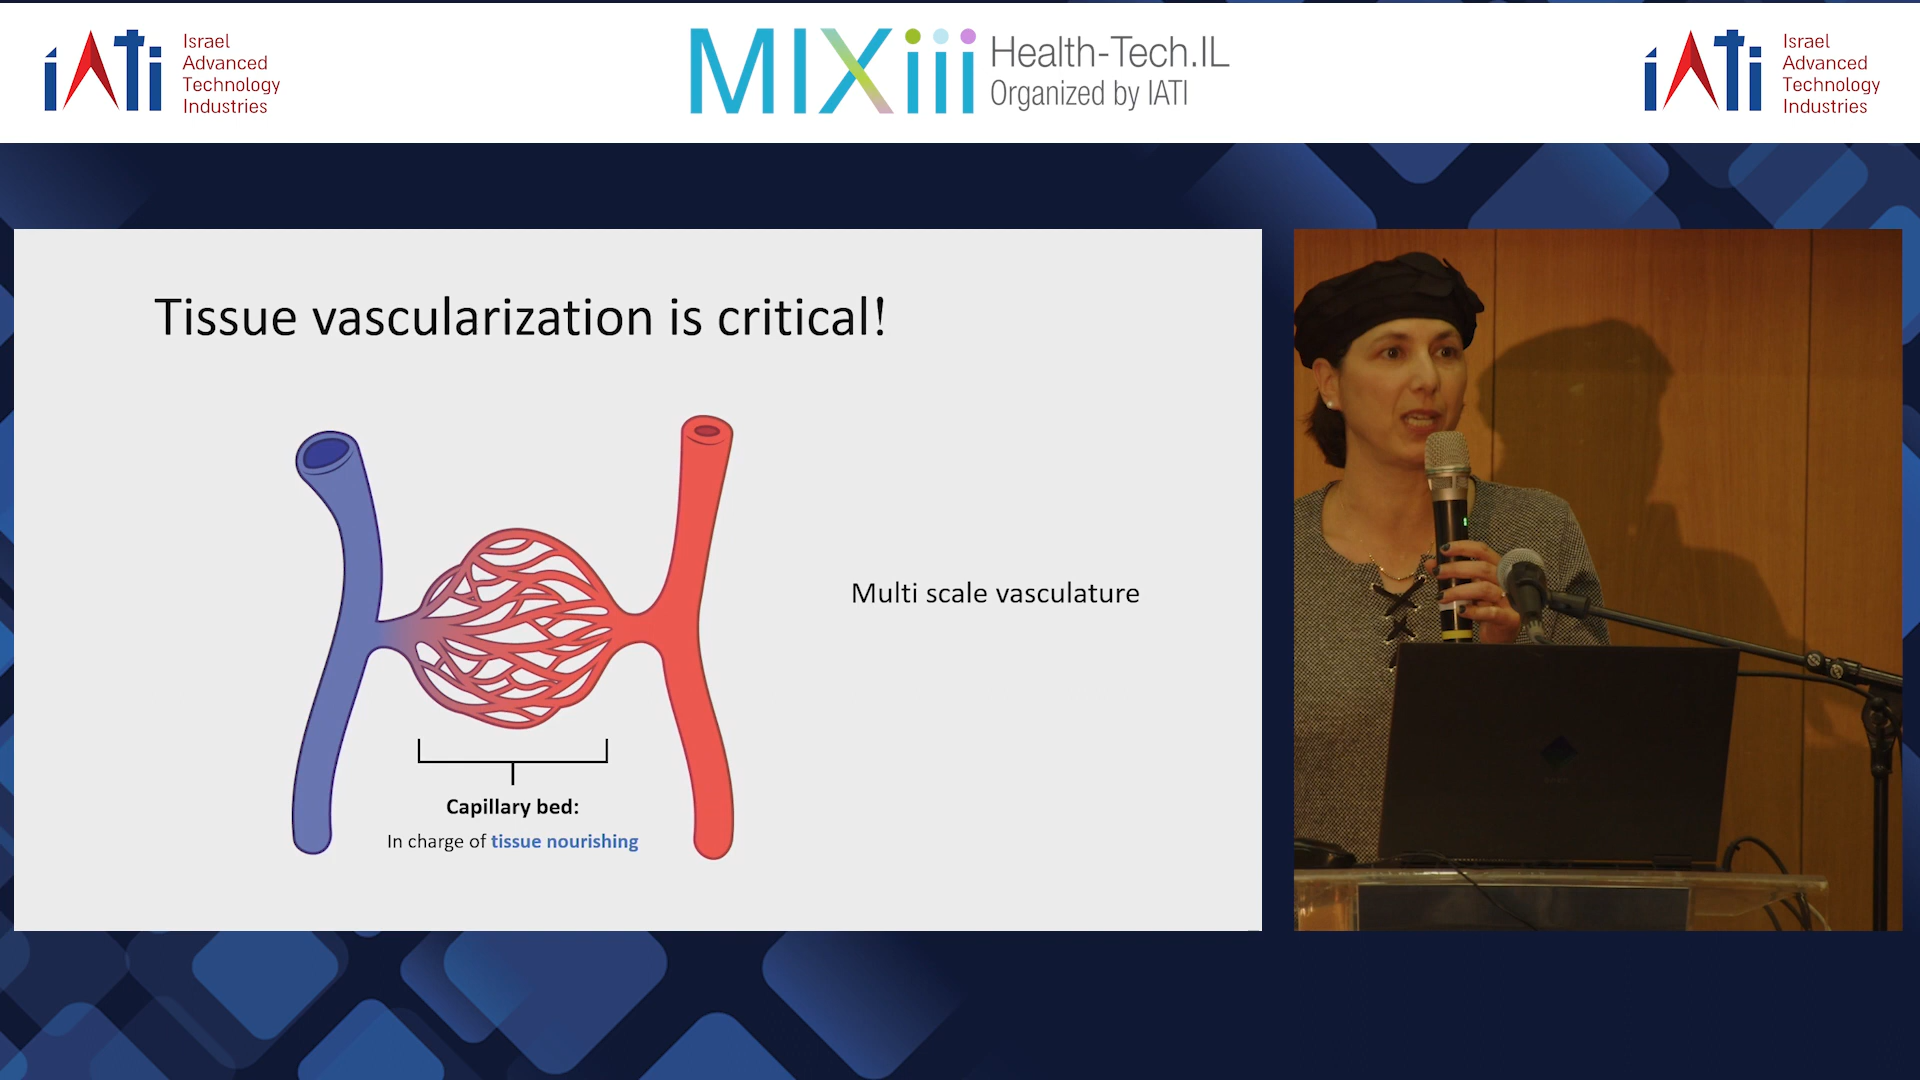 iATi
Israel
Advanced
Technology
Industries
MIXiii
Health-Tech.IL
Organized by IATI
iATi
Israel
Advanced
Technology
Industries
Tissue vascularization is critical!
Multi scale vasculature
Capillary bed:
In charge of tissue nourishing